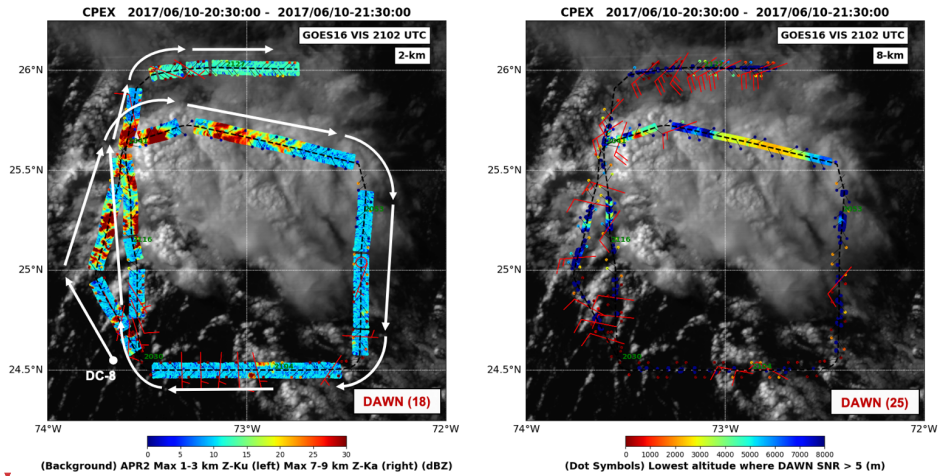 CPEX 2017/06/10-20:30:00 - 2017/06/10-21:30:00
GOES16 VIS 2102 UTC
2-km
26°N
25.5°N
25°N
24.5°N
2116
2030
DC-8
DAWN (18)
74°W
73°W
72°W
0 5 10 15 20 25 30
(Background) APR2 Max 1-3 km Z-Ku (left) Max 7-9 km Z-Ka (right) (dBZ)
CPEX 2017/06/10-20:30:00 - 2017/06/10-21:30:00
GOES16 VIS 2102 UTC
8-km
26°N
25.5°N
25°N
24.5°N
2030
DAWN (25)
74°W
73°W
72°W
0 1000 2000 3000 4000 5000 6000 7000 8000
(Dot Symbols) Lowest altitude where DAWN SNR > 5 (m)